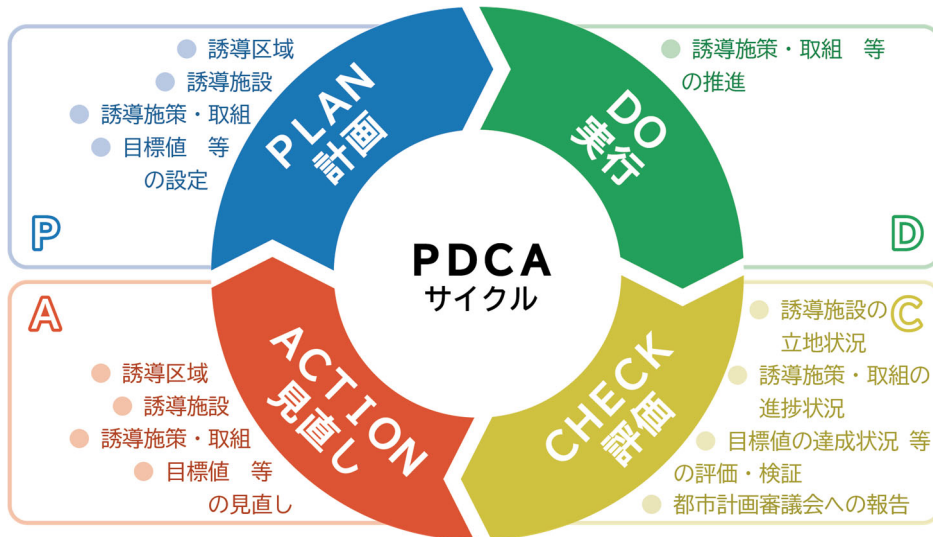 PLAN
計画
誘導区域
誘導施設
誘導施策・取組
目標値　等
の設定
P
DO
実行
誘導施策・取組　等
の推進
D
PDCA
サイクル
A
ACTION
見直し
誘導区域
誘導施設
誘導施策・取組
目標値　等
の見直し
CHECK
評価
C
誘導施設の
立地状況
誘導施策・取組の
進捗状況
目標値の達成状況 等
の評価・検証
都市計画審議会への報告